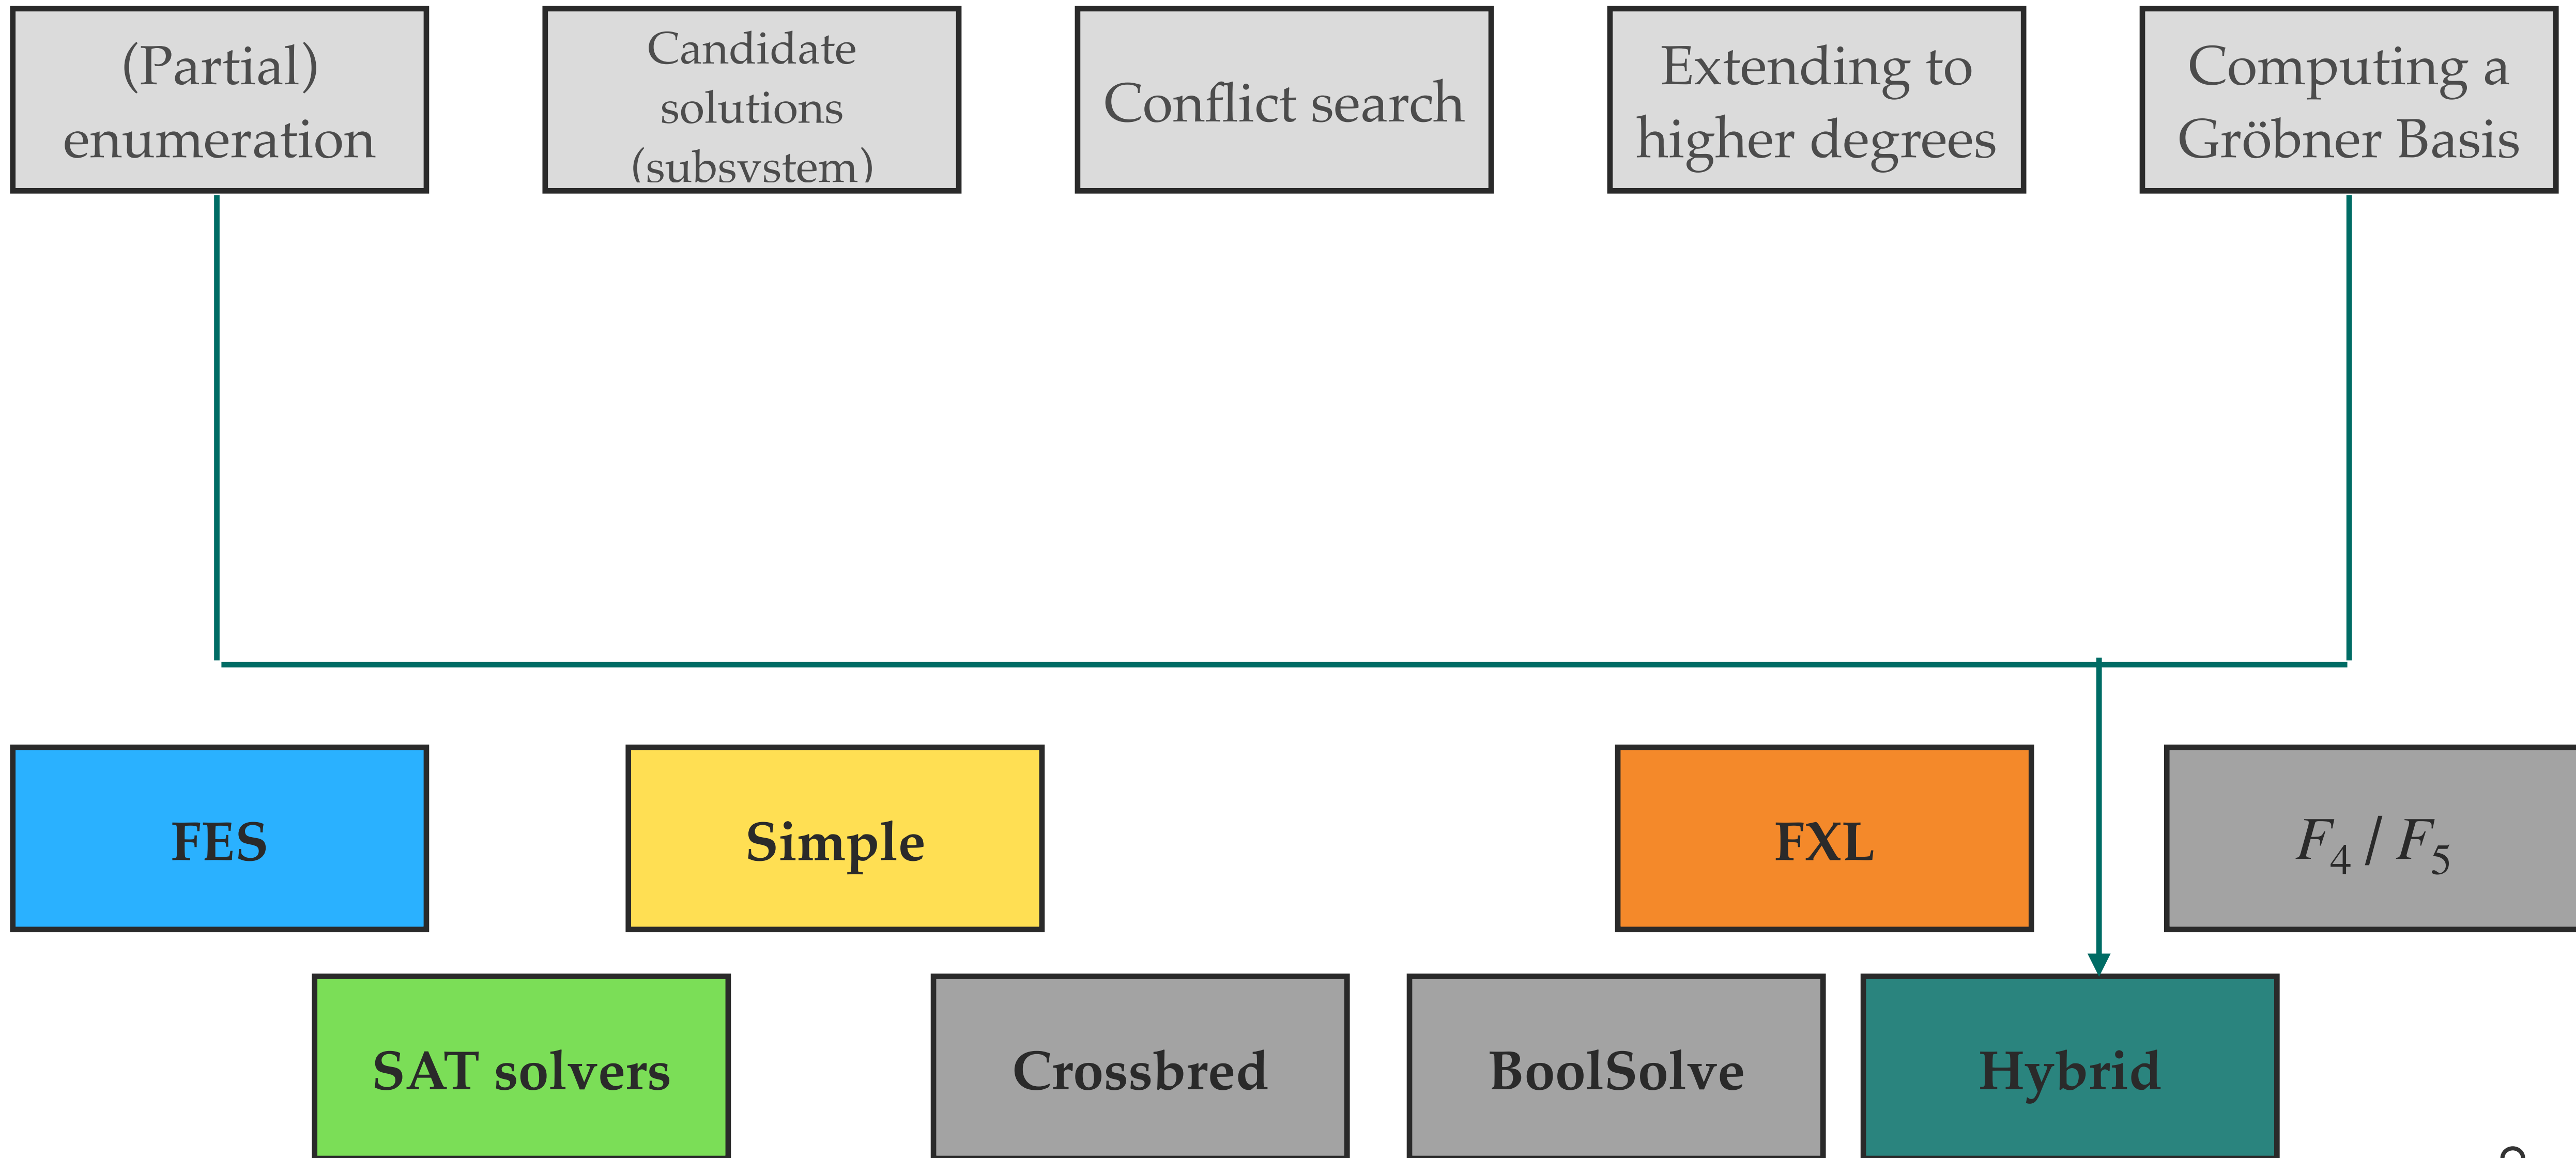 (Partial)
enumeration
Candidate
solutions
(subsystem)
Conflict search
Extending to
higher degrees
Computing a
Gröbner Basis
FES
Simple
FXL
F₄ / F₅
SAT solvers
Crossbred
BoolSolve
Hybrid